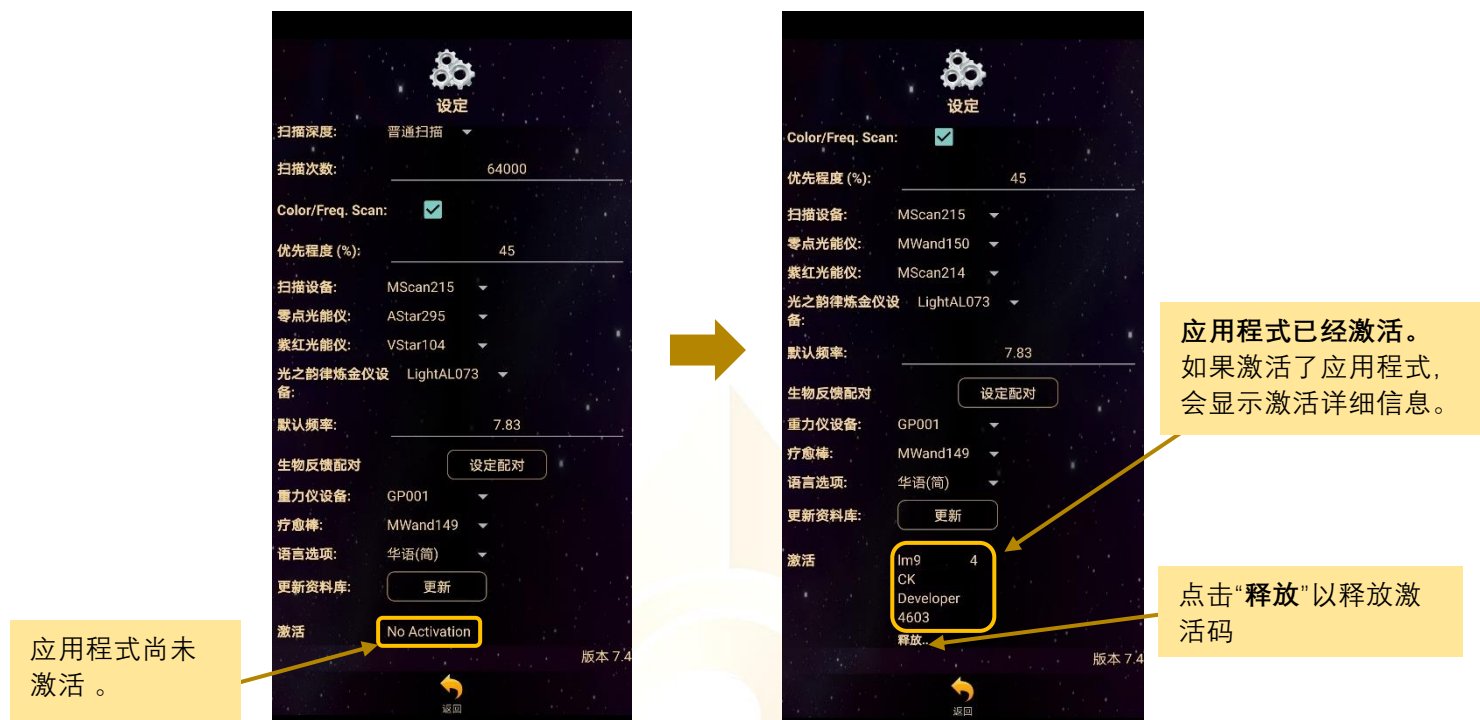 设定
扫描深度: 普通扫描
扫描次数: 64000
Color/Freq. Scan:
优先程度 (%): 45
扫描设备: MScan215
零点光能仪: AStar295
紫红光能仪: VStar104
光之韵律炼金仪设 LightAL073
备:
默认频率: 7.83
生物反馈配对 设定配对
重力仪设备: GP001
疗愈棒: MWand149
语言选项: 华语(简)
更新资料库: 更新
激活 No Activation
版本 7.4
返回
应用程式尚未
激活 。
设定
Color/Freq. Scan:
优先程度 (%): 45
扫描设备: MScan215
零点光能仪: MWand150
紫红光能仪: MScan214
光之韵律炼金仪设 LightAL073
备:
默认频率: 7.83
生物反馈配对 设定配对
重力仪设备: GP001
疗愈棒: MWand149
语言选项: 华语(简)
更新资料库: 更新
激活 lm9 4
CK
Developer
4603
释放..
版本 7.4
返回
应用程式已经激活。
如果激活了应用程式,
会显示激活详细信息。
点击“释放”以释放激
活码